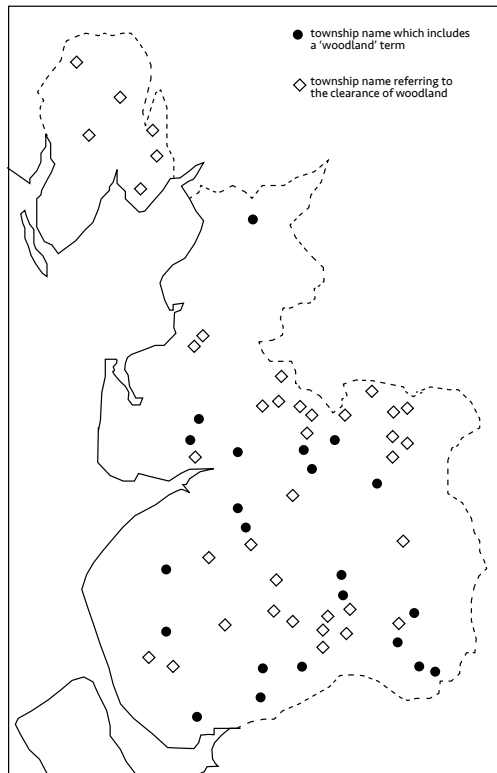 township name which includes
a ‘woodland’ term
township name referring to
the clearance of woodland